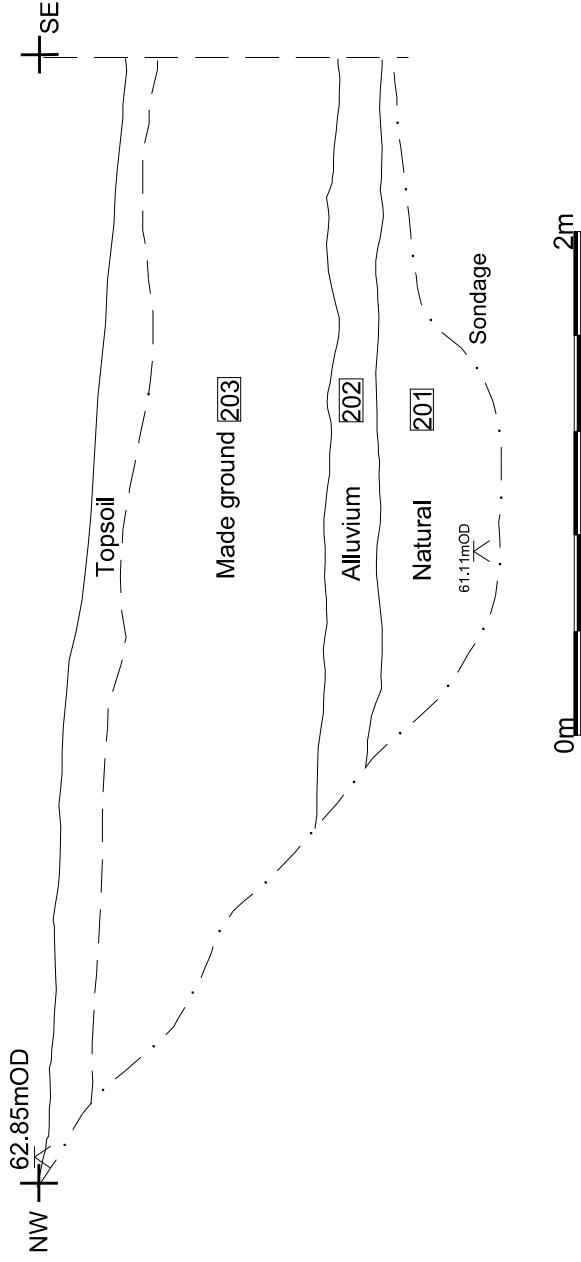 62.85mOD
NW
SE
Topsoil
Made ground 203
Alluvium 202
Natural 201
61.11mOD
Sondage
0m
2m